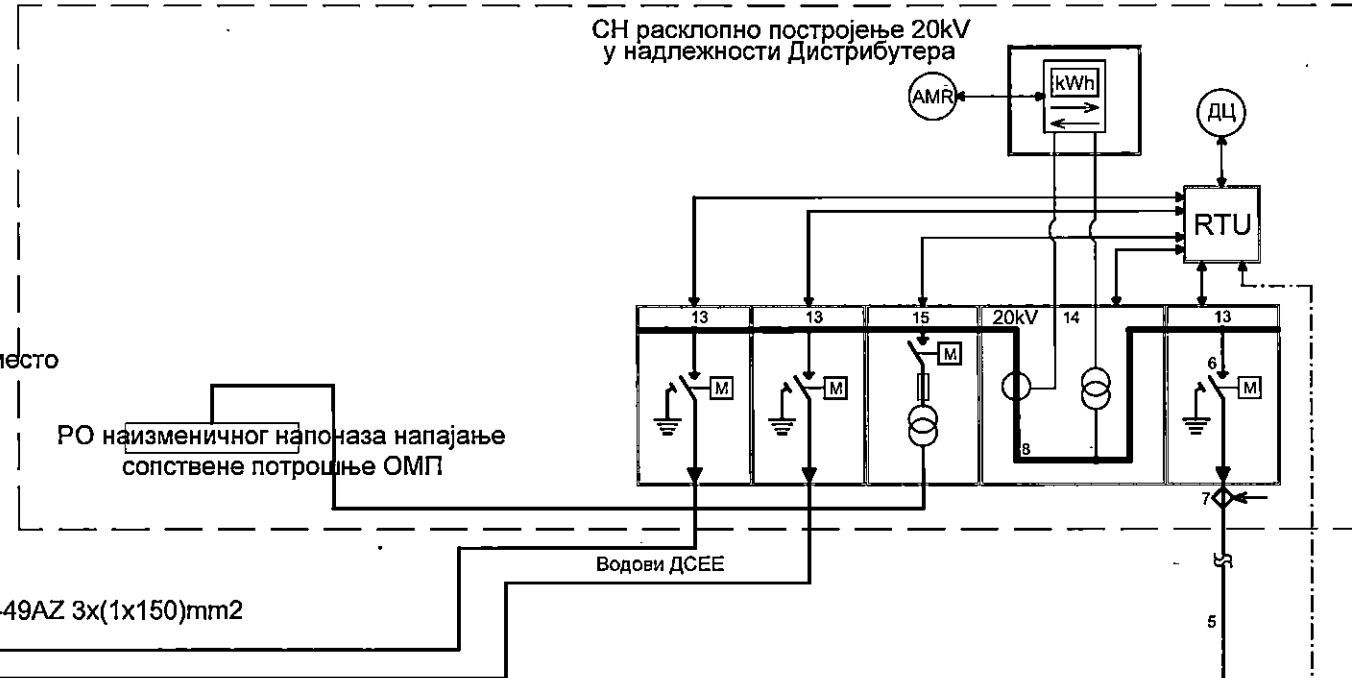 СН расклопно постројење 20kV
у надлежности Дистрибутера
AMR
kWh
ДЦ
RTU
13
13
15
20kV
14
13
M
M
M
6
M
место
РО наизменичног напоназа напајање
сопствене потрошње ОМП
8
7
Водови ДСЕЕ
-49AZ 3x(1x150)mm2
5